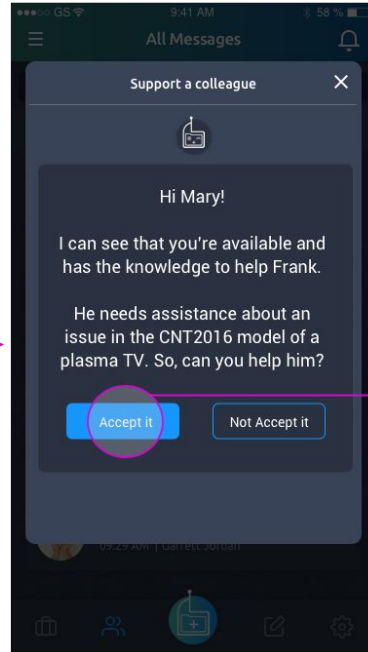 GS 9:41 AM 58 %
All Messages
Support a colleague
Hi Mary!
I can see that you're available and
has the knowledge to help Frank.
He needs assistance about an
issue in the CNT2016 model of a
plasma TV. So, can you help him?
Accept it Not Accept it
09:29 AM | Garrett Jordan